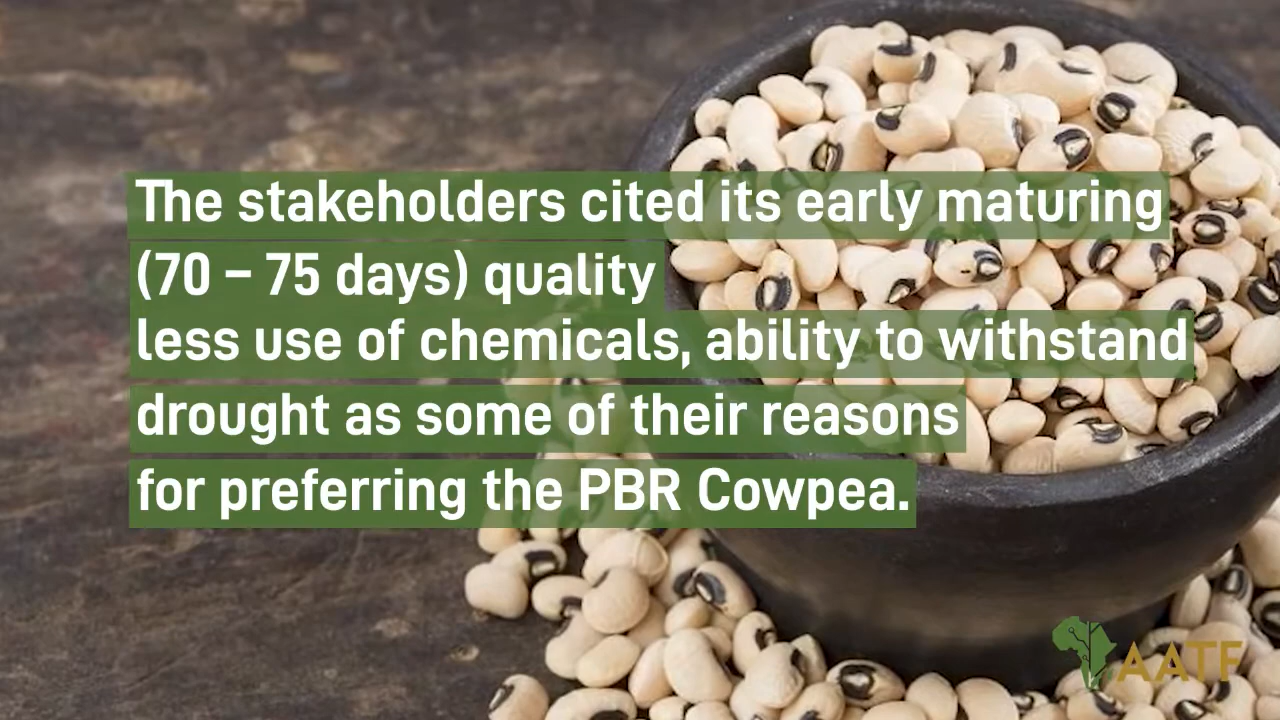 The stakeholders cited its early maturing
(70 – 75 days) quality
less use of chemicals, ability to withstand
drought as some of their reasons
for preferring the PBR Cowpea.
AATF